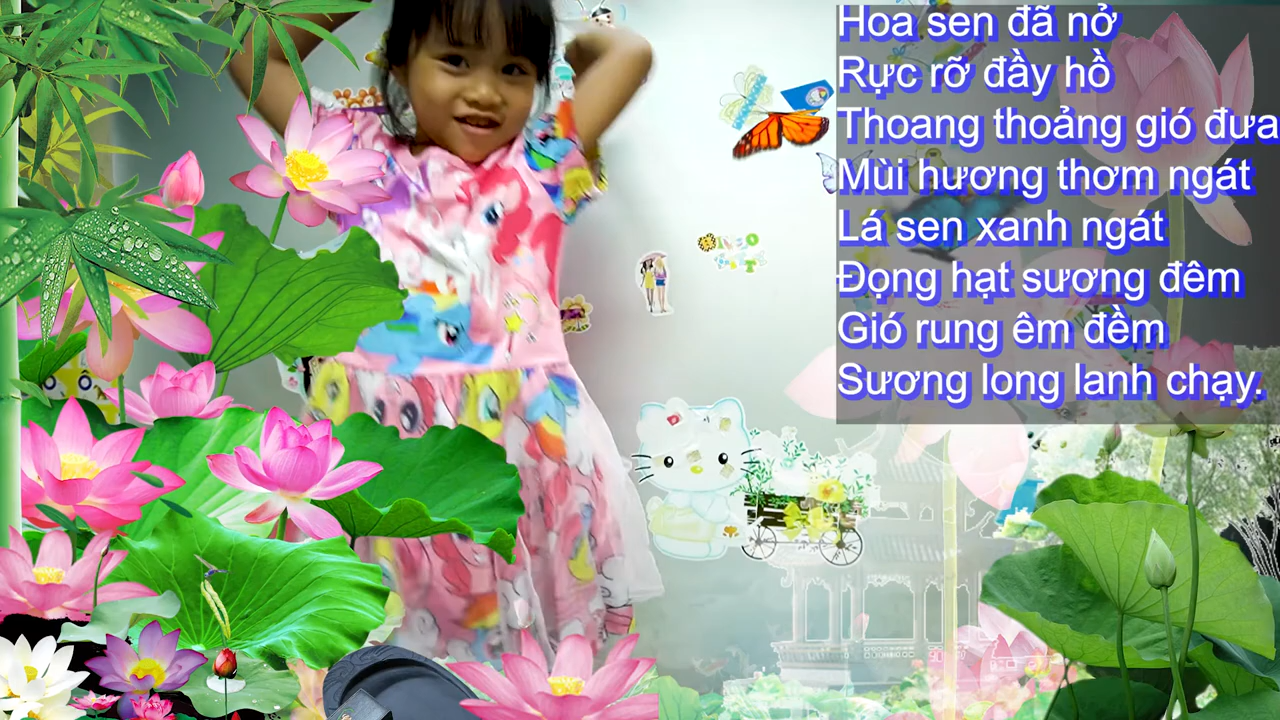 Hoa sen đã nở
Rực rỡ đầy hồ
Thoang thoảng gió đưa
Mùi hương thơm ngát
Lá sen xanh ngát
Đọng hạt sương đêm
Gió rung êm đềm
Sương long lanh chạy.